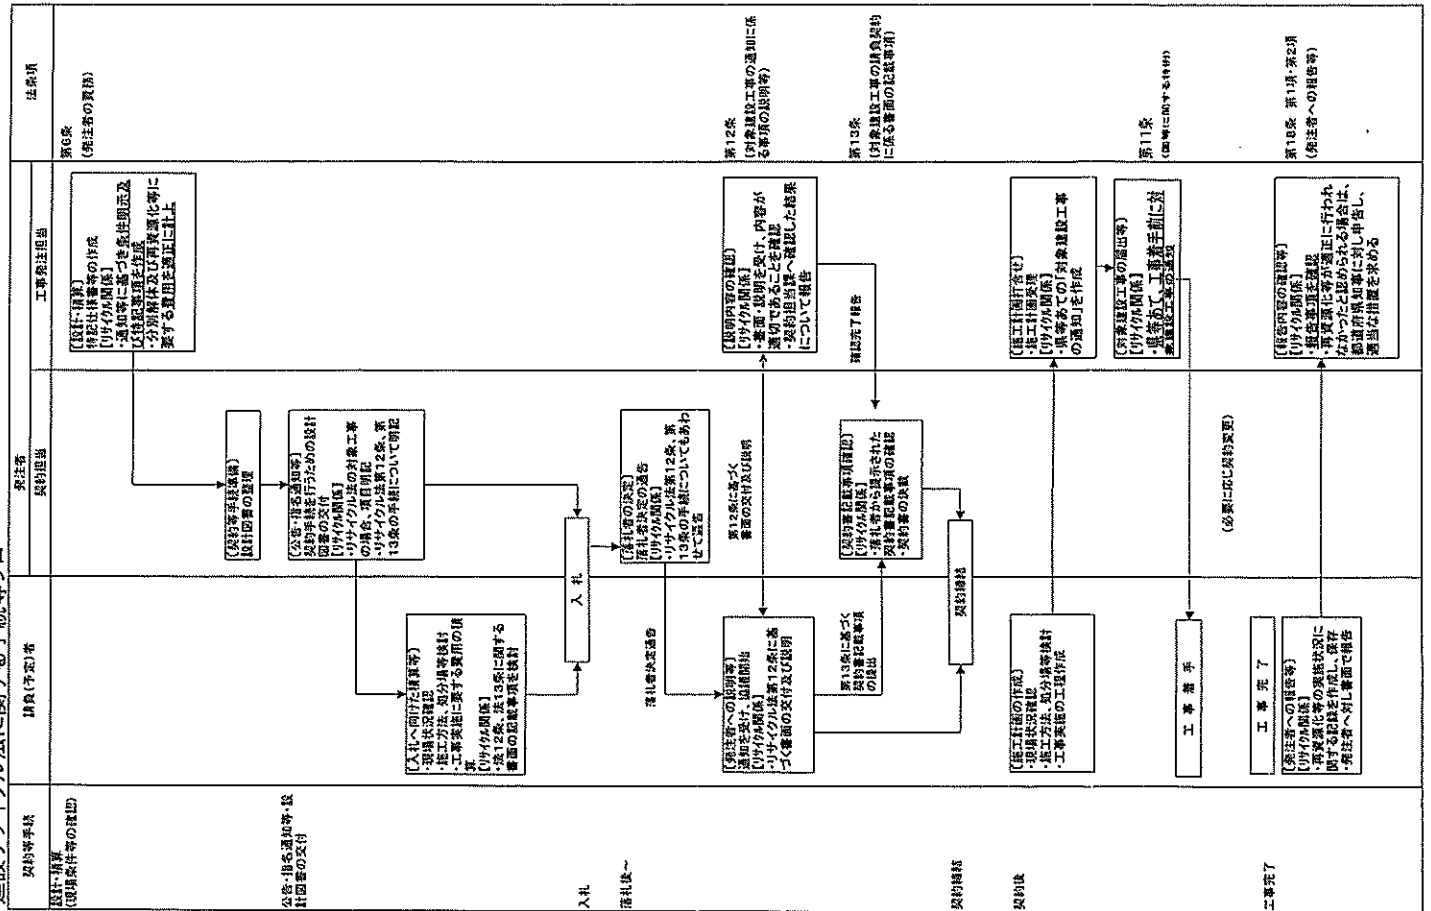 建設リサイクル法に関する手続等フロー
契約等手続
請負(予定)者
発注者
契約担当
工事発注担当
法条項
設計・積算
(現場条件等の確認)
[設計・積算]
特記仕様書等の作成
[リサイクル関係]
・通知等に基づき条件明示及
び特記事項を作成
・分別解体及び再資源化等に
要する費用を適正に計上
第6条
(発注者の責務)
[契約等手続準備]
設計図書の整理
公告・指名通知等・設
計図書の交付
[公告・指名通知等]
契約手続を行うための設計
図書の交付
[リサイクル関係]
・リサイクル法の対象工事
の場合、項目明記
・リサイクル法第12条、第
13条の手続について明記
[入札へ向けた積算等]
・現場状況確認
・施工方法、処分場等検討
・工事実施に要する費用の積
算
[リサイクル関係]
・法12条、法13条に関する
書面の記載事項を検討
入札
入 札
落札後~
[落札者の決定]
落札者決定の通告
[リサイクル関係]
・リサイクル法第12条、第
13条の手続についてもあわ
せて通告
落札者決定通告
[発注者への説明等]
通知を受け、協議開始
[リサイクル関係]
・リサイクル法第12条に基
づく書面の交付及び説明
第12条に基づく
書面の交付及び説明
[説明内容の確認]
[リサイクル関係]
・書面・説明を受け、内容が
適切であることを確認
・契約担当課へ確認した結果
について報告
第12条
(対象建設工事の通知に係
る事項の説明等)
確認完了報告
第13条に基づく
契約書記載事項
の提出
[契約書記載事項確認]
[リサイクル関係]
・落札者から提示された
契約書記載事項の確認
・契約書の決裁
第13条
(対象建設工事の請負契約
に係る書面の記載事項)
契約締結
契約締結
契約後
[施工計画の作成]
・現場状況確認
・施工方法、処分場等検討
・工事実施の工程作成
[施工計画打合せ]
・施工計画受理
[リサイクル関係]
・県等あての「対象建設工事
の通知」を作成
[対象建設工事の届出等]
[リサイクル関係]
・県等あて、工事着手前に対
象建設工事の通知
第11条
(国等に関する特例)
工 事 着 手
(必要に応じ契約変更)
工事完了
工 事 完 了
[発注者への報告等]
[リサイクル関係]
・再資源化等の実施状況に
関する記録を作成し、保存
・発注者へ対し書面で報告
[報告内容の確認等]
[リサイクル関係]
・報告事項を確認
・再資源化等が適正に行われ
なかったと認められる場合は、
都道府県知事に対し申告し、
適当な措置を求める
第18条 第1項・第2項
(発注者への報告等)